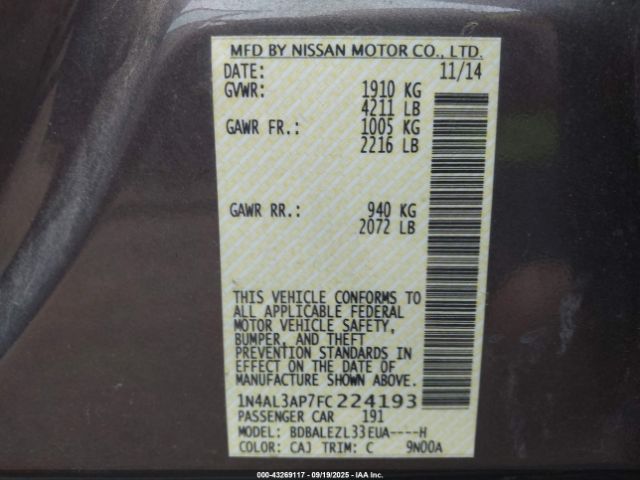 MFD BY NISSAN MOTOR CO., LTD.
DATE: 11/14
GVWR: 1910 KG
4211 LB
GAWR FR.: 1005 KG
2216 LB
GAWR RR.: 940 KG
2072 LB
THIS VEHICLE CONFORMS TO
ALL APPLICABLE FEDERAL
MOTOR VEHICLE SAFETY,
BUMPER, AND THEFT
PREVENTION STANDARDS IN
EFFECT ON THE DATE OF
MANUFACTURE SHOWN ABOVE.
1N4AL3AP7FC224193
PASSENGER CAR 191
MODEL: BDBALEZL33EUA----H
COLOR: CAJ TRIM: C 9N00A
000-43269117 - 09/19/2025 - IAAI.COM